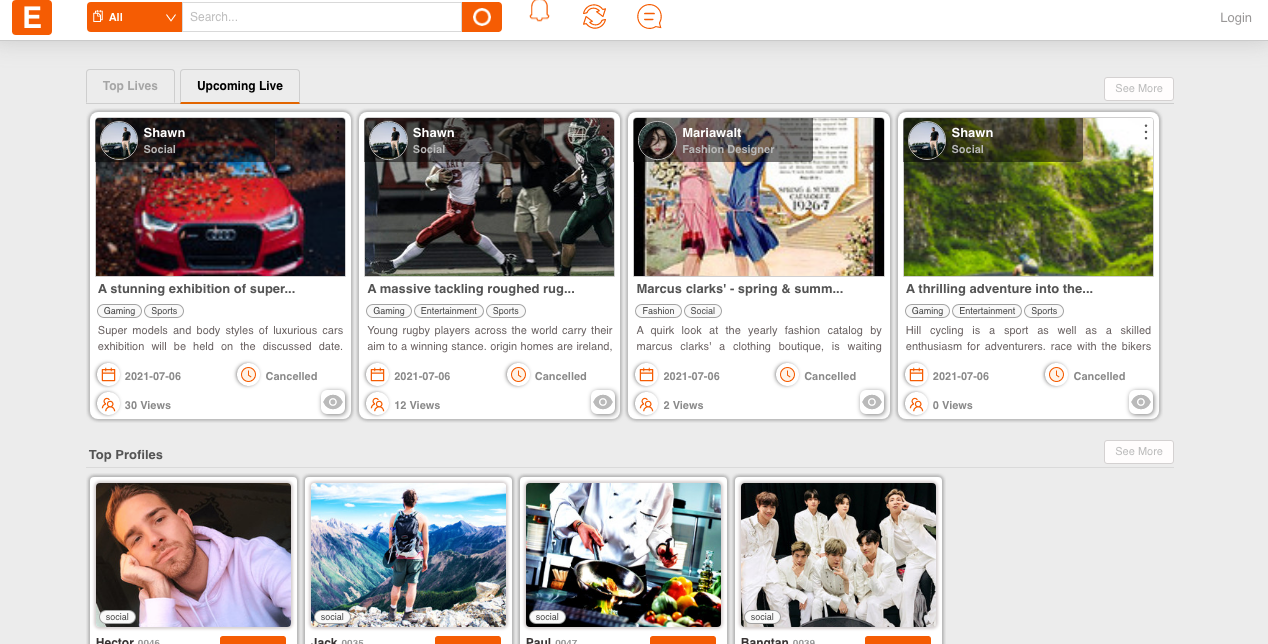 E
All
Search...
Login
Top Lives
Upcoming Live
See More
Shawn
Social
A stunning exhibition of super...
Gaming
Sports
Super models and body styles of luxurious cars
exhibition will be held on the discussed date.
2021-07-06
Cancelled
30 Views
Shawn
Social
31
A massive tackling roughed rug...
Gaming
Entertainment
Sports
Young rugby players across the world carry their
aim to a winning stance. origin homes are ireland,
2021-07-06
Cancelled
12 Views
Mariawalt
Fashion Designer
SPRING & SUMMER
CATALOGUE
1926-7
Marcus clarks' - spring & summ...
Fashion
Social
A quirk look at the yearly fashion catalog by
marcus clarks' a clothing boutique, is waiting
2021-07-06
Cancelled
2 Views
Shawn
Social
A thrilling adventure into the...
Gaming
Entertainment
Sports
Hill cycling is a sport as well as a skilled
enthusiasm for adventurers. race with the bikers
2021-07-06
Cancelled
0 Views
Top Profiles
See More
social
Hector 0046
social
Jack 0035
social
Paul 0047
social
Bangtan 0039